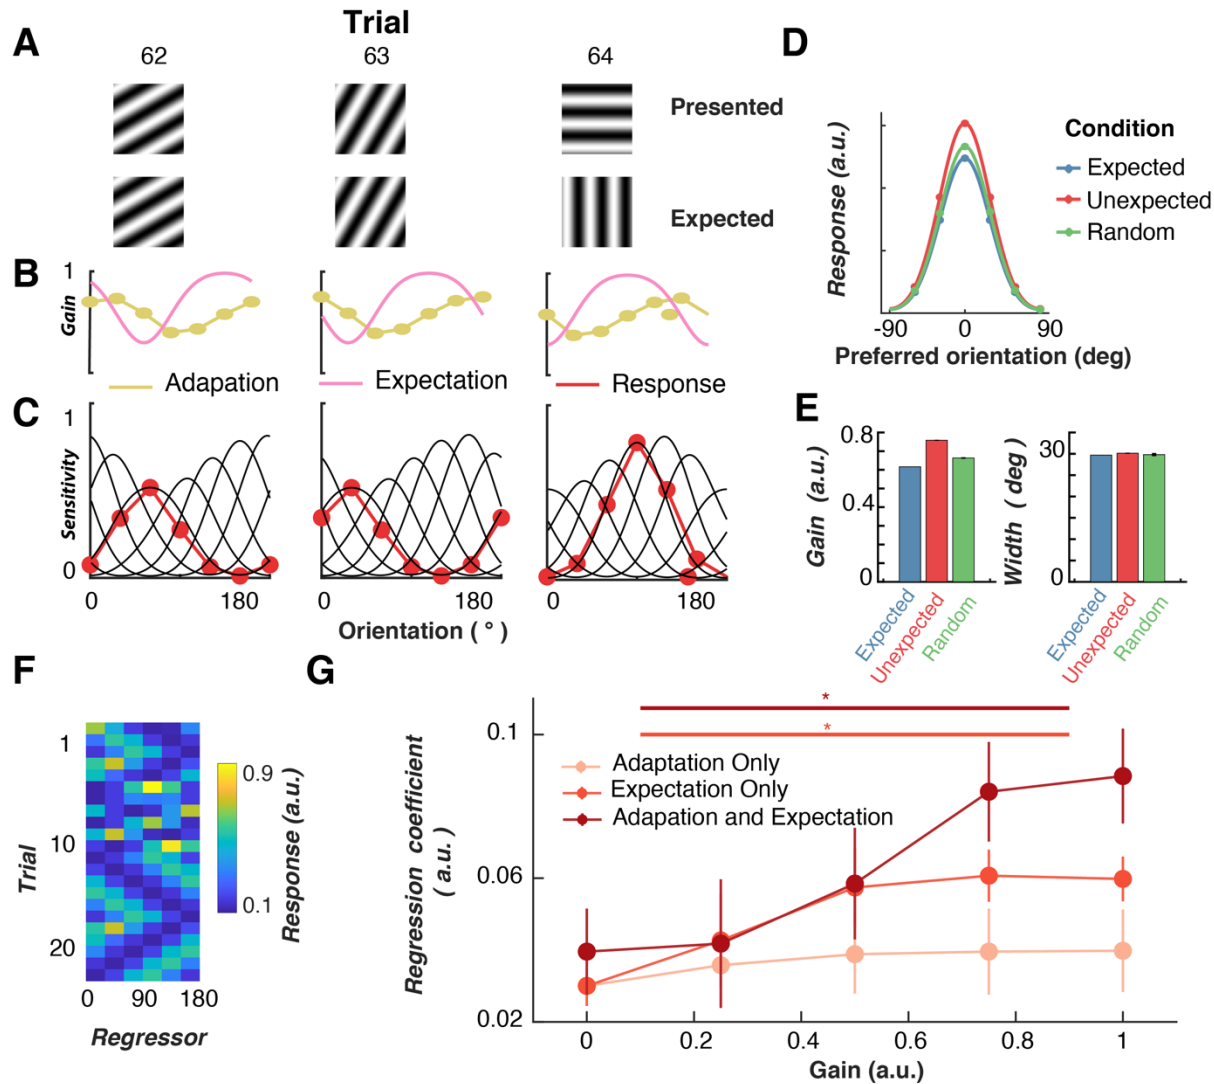 A
Trial
62
63
64
Presented
Expected
B
1
Gain
Adapation
Expectation
Response
C
1
Sensitivity
0
0
180
0
180
0
180
Orientation ( ° )
D
Response (a.u.)
-90
0
90
Preferred orientation (deg)
Condition
Expected
Unexpected
Random
E
Gain (a.u.)
0.8
0.4
0
Expected
Unexpected
Random
Width ( deg)
30
0
Expected
Unexpected
Random
F
Trial
1
10
20
0
90
180
Regressor
0.9
0.1
Response (a.u.)
G
Regression coefficient
( a.u. )
0.1
0.06
0.02
*
*
Adaptation Only
Expectation Only
Adapation and Expectation
0
0.2
0.4
0.6
0.8
1
Gain (a.u.)